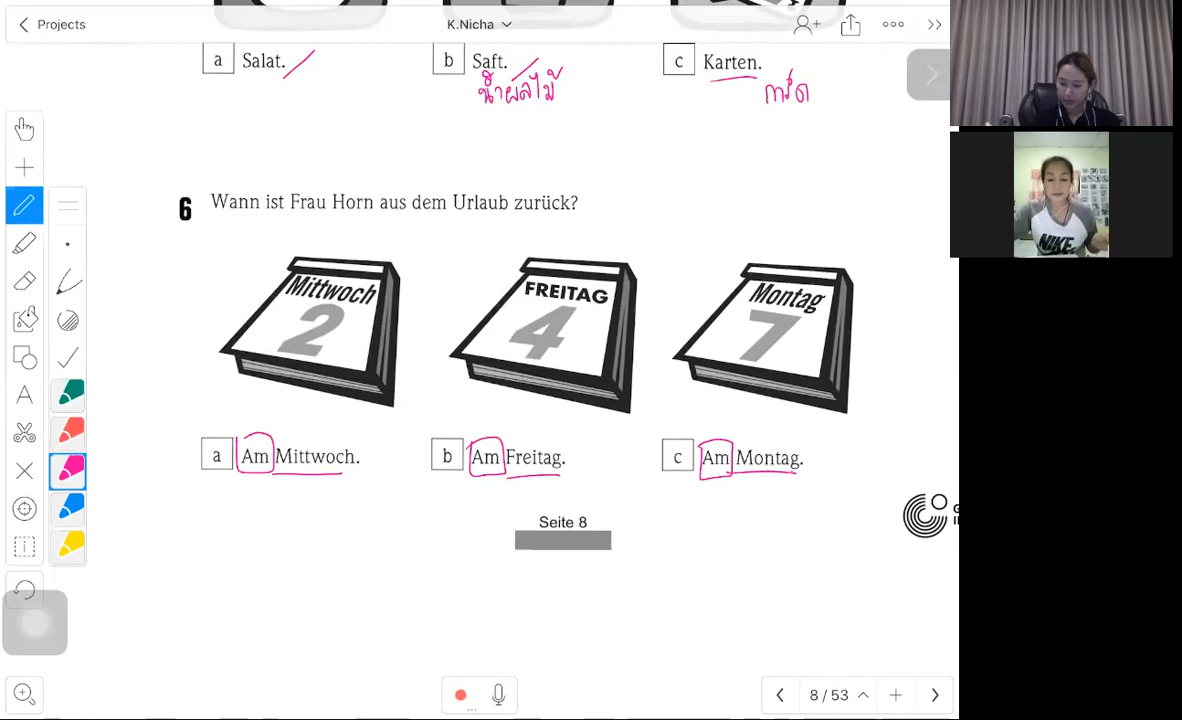 Projects
K.Nicha
a Salat.
b Saft.
c Karten.
น้ำผลไม้
การ์ด
6 Wann ist Frau Horn aus dem Urlaub zurück?
Mittwoch
2
FREITAG
4
Montag
7
a Am Mittwoch.
b Am Freitag.
c Am Montag.
Seite 8
G
I
NIKE
8 / 53